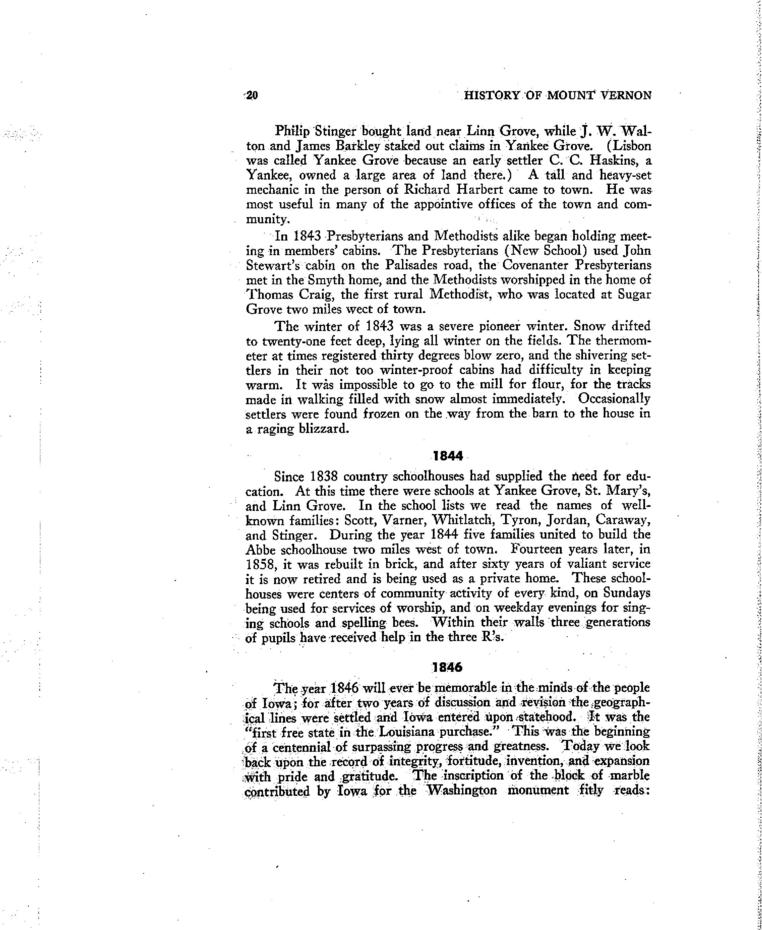 20 HISTORY OF MOUNT VERNON
Philip Stinger bought land near Linn Grove, while J. W. Wal-
ton and James Barkley staked out claims in Yankee Grove. (Lisbon
was called Yankee Grove because an early settler C. C. Haskins, a
Yankee, owned a large area of land there.) A tall and heavy-set
mechanic in the person of Richard Harbert came to town. He was
most useful in many of the appointive offices of the town and com-
munity.
In 1843 Presbyterians and Methodists alike began holding meet-
ing in members' cabins. The Presbyterians (New School) used John
Stewart's cabin on the Palisades road, the Covenanter Presbyterians
met in the Smyth home, and the Methodists worshipped in the home of
Thomas Craig, the first rural Methodist, who was located at Sugar
Grove two miles wect of town.
The winter of 1843 was a severe pioneer winter. Snow drifted
to twenty-one feet deep, lying all winter on the fields. The thermom-
eter at times registered thirty degrees blow zero, and the shivering set-
tlers in their not too winter-proof cabins had difficulty in keeping
warm. It was impossible to go to the mill for flour, for the tracks
made in walking filled with snow almost immediately. Occasionally
settlers were found frozen on the way from the barn to the house in
a raging blizzard.
1844
Since 1838 country schoolhouses had supplied the need for edu-
cation. At this time there were schools at Yankee Grove, St. Mary's,
and Linn Grove. In the school lists we read the names of well-
known families: Scott, Varner, Whitlatch, Tyron, Jordan, Caraway,
and Stinger. During the year 1844 five families united to build the
Abbe schoolhouse two miles west of town. Fourteen years later, in
1858, it was rebuilt in brick, and after sixty years of valiant service
it is now retired and is being used as a private home. These school-
houses were centers of community activity of every kind, on Sundays
being used for services of worship, and on weekday evenings for sing-
ing schools and spelling bees. Within their walls three generations
of pupils have received help in the three R's.
1846
The year 1846 will ever be memorable in the minds of the people
of Iowa; for after two years of discussion and revision the geograph-
ical lines were settled and Iowa entered upon statehood. It was the
"first free state in the Louisiana purchase." This was the beginning
of a centennial of surpassing progress and greatness. Today we look
back upon the record of integrity, fortitude, invention, and expansion
with pride and gratitude. The inscription of the block of marble
contributed by Iowa for the Washington monument fitly reads: